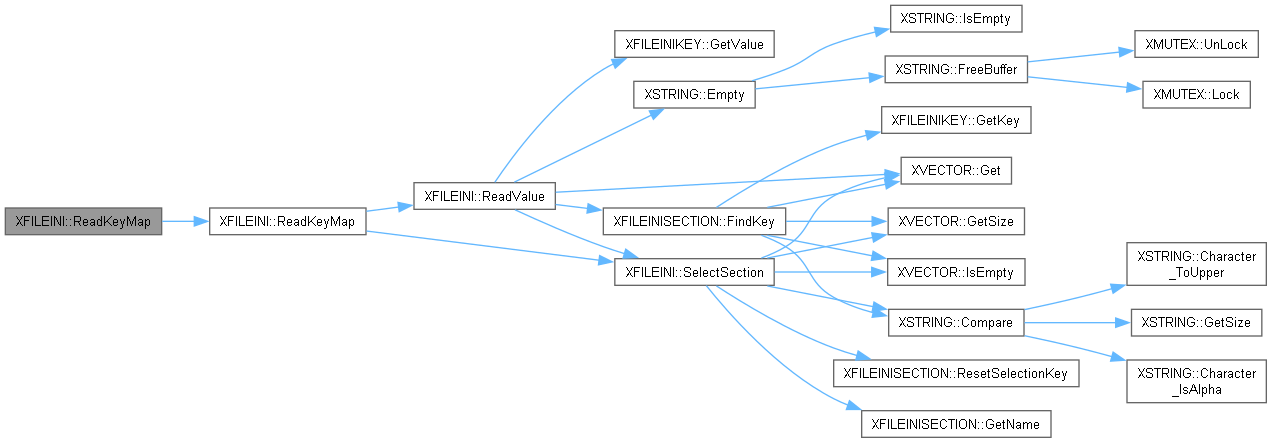 XFILEINI::ReadKeyMap
XFILEINI::ReadKeyMap
XFILEINI::ReadValue
XFILEINIKEY::GetValue
XSTRING::Empty
XFILEINISECTION::FindKey
XFILEINI::SelectSection
XSTRING::IsEmpty
XSTRING::FreeBuffer
XFILEINIKEY::GetKey
XVECTOR::Get
XVECTOR::GetSize
XVECTOR::IsEmpty
XSTRING::Compare
XFILEINISECTION::ResetSelectionKey
XFILEINISECTION::GetName
XMUTEX::UnLock
XMUTEX::Lock
XSTRING::Character
_ToUpper
XSTRING::GetSize
XSTRING::Character
_IsAlpha